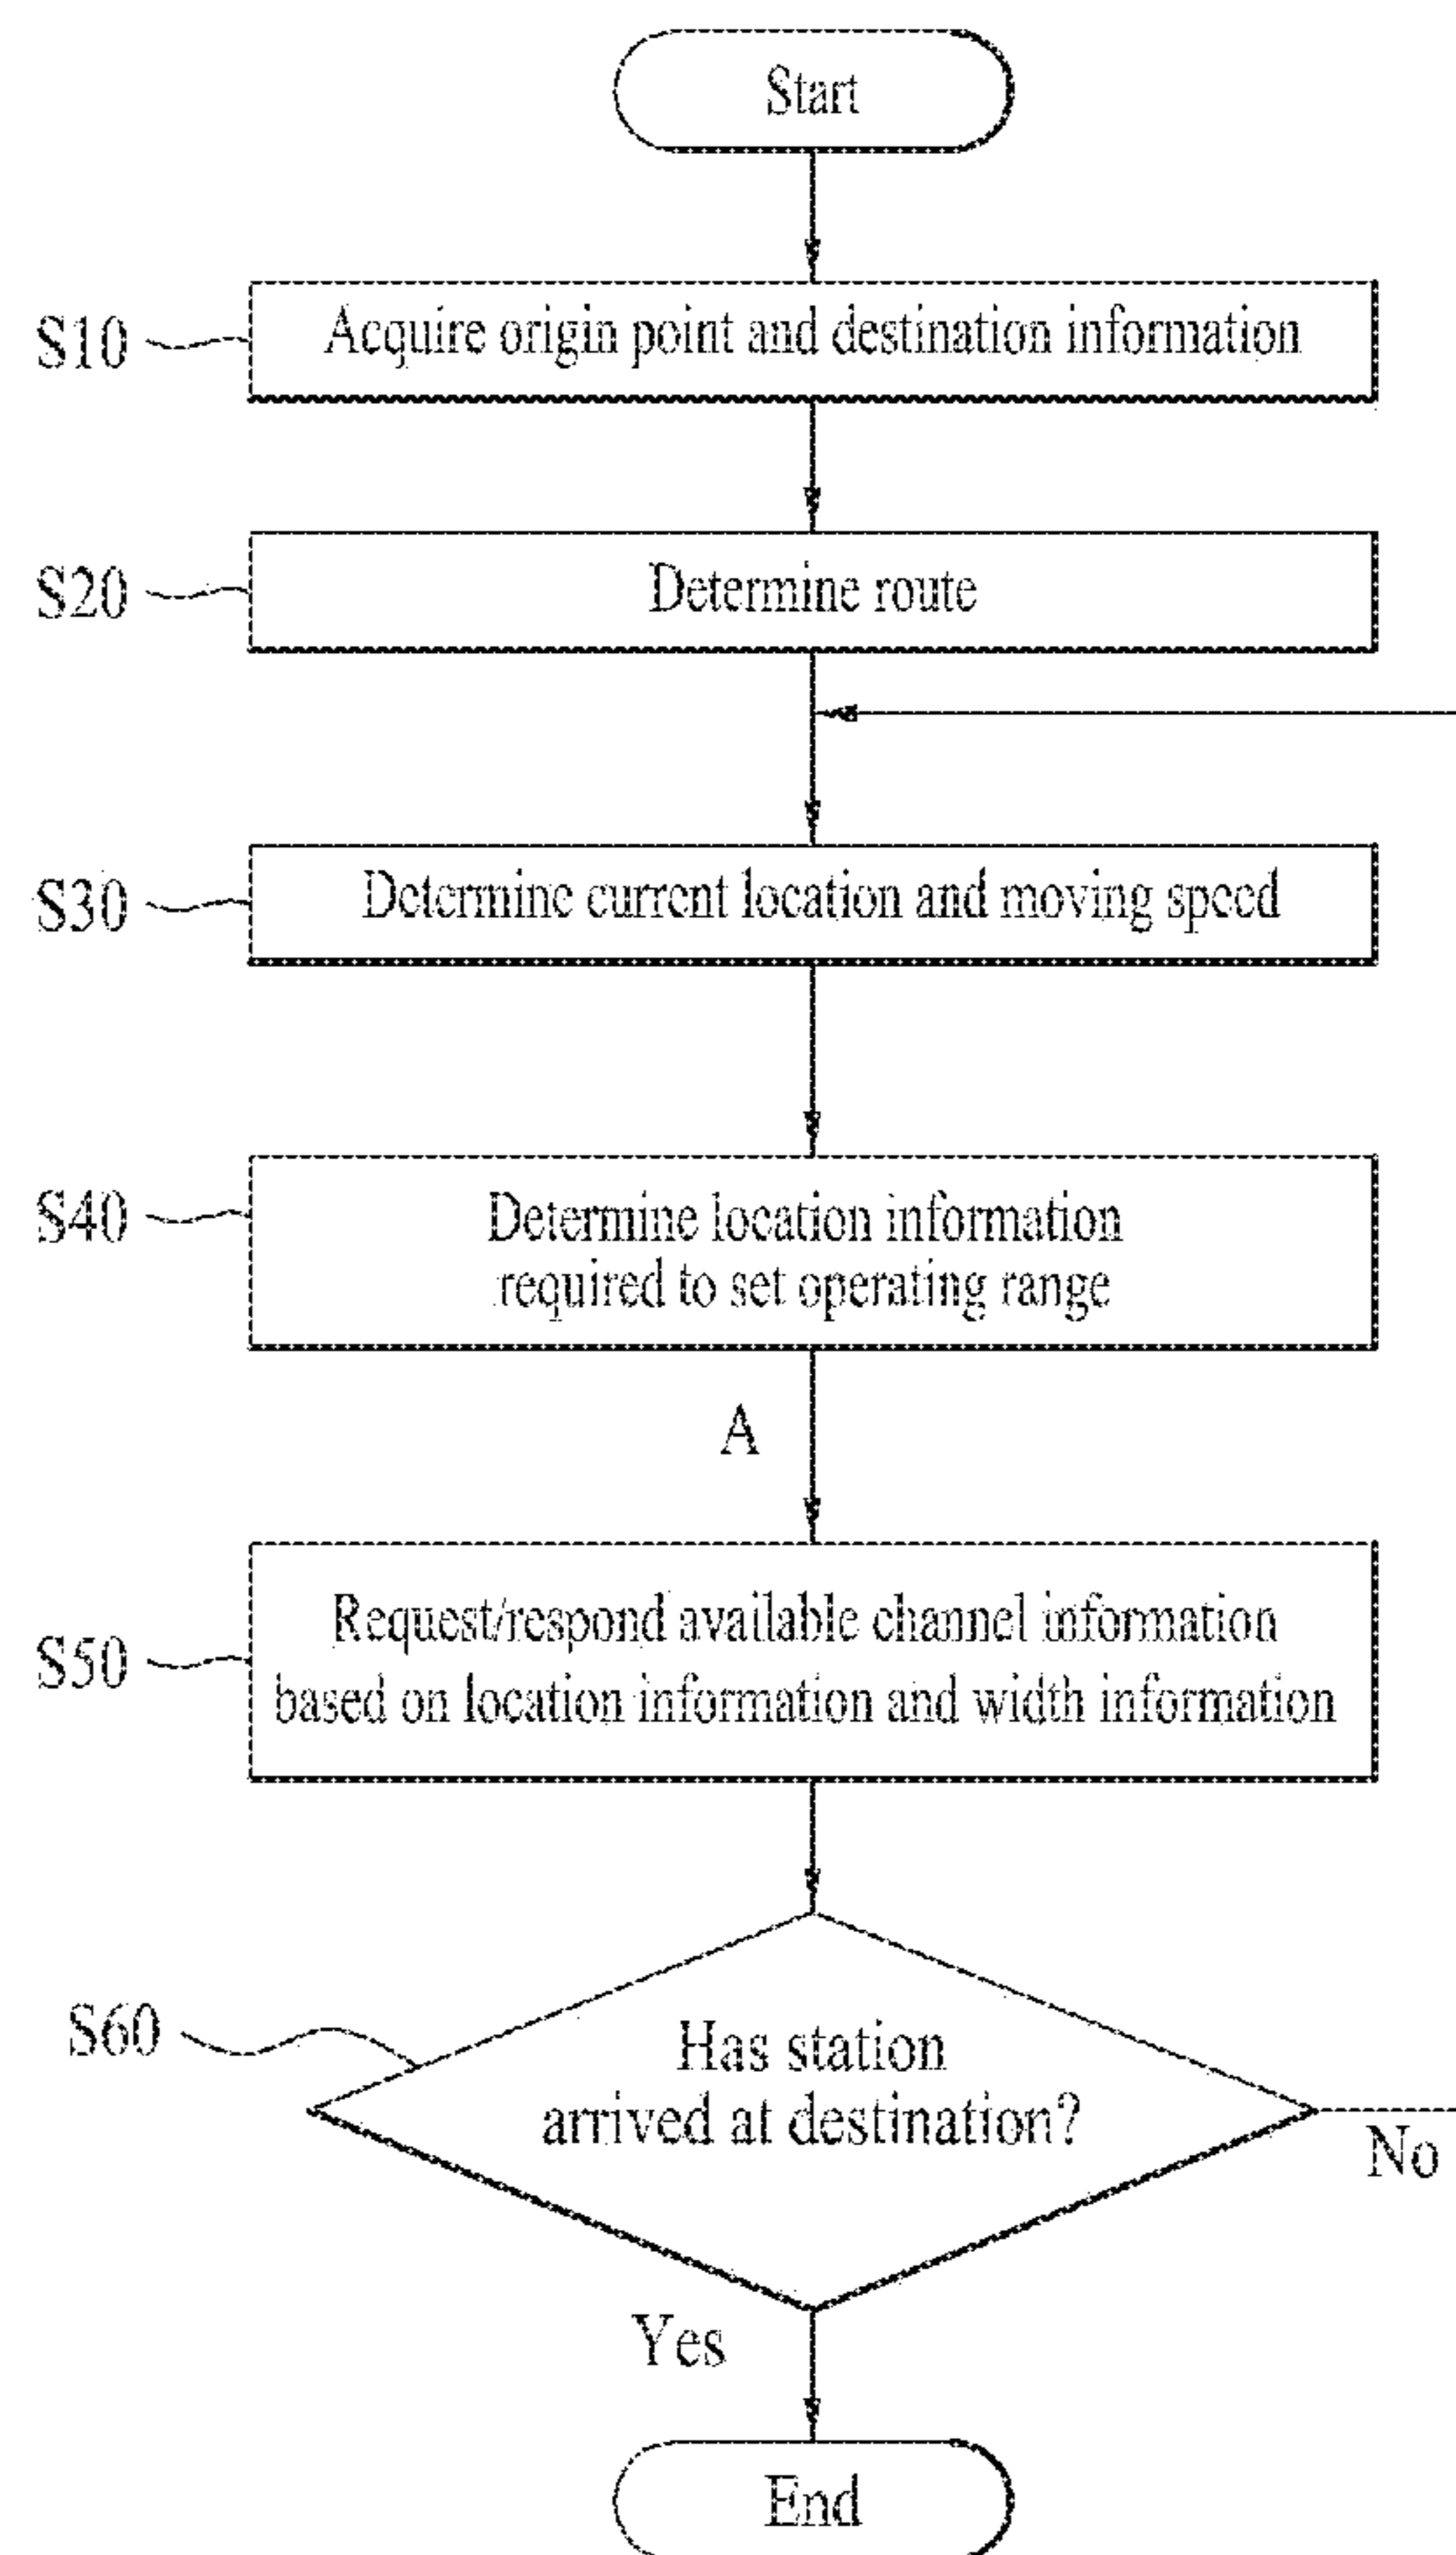 Start
S10
Acquire origin point and destination information
S20
Determine route
S30
Determine current location and moving speed
S40
Determine location information
required to set operating range
A
S50
Request/respond available channel information
based on location information and width information
S60
Has station
arrived at destination?
No
Yes
End